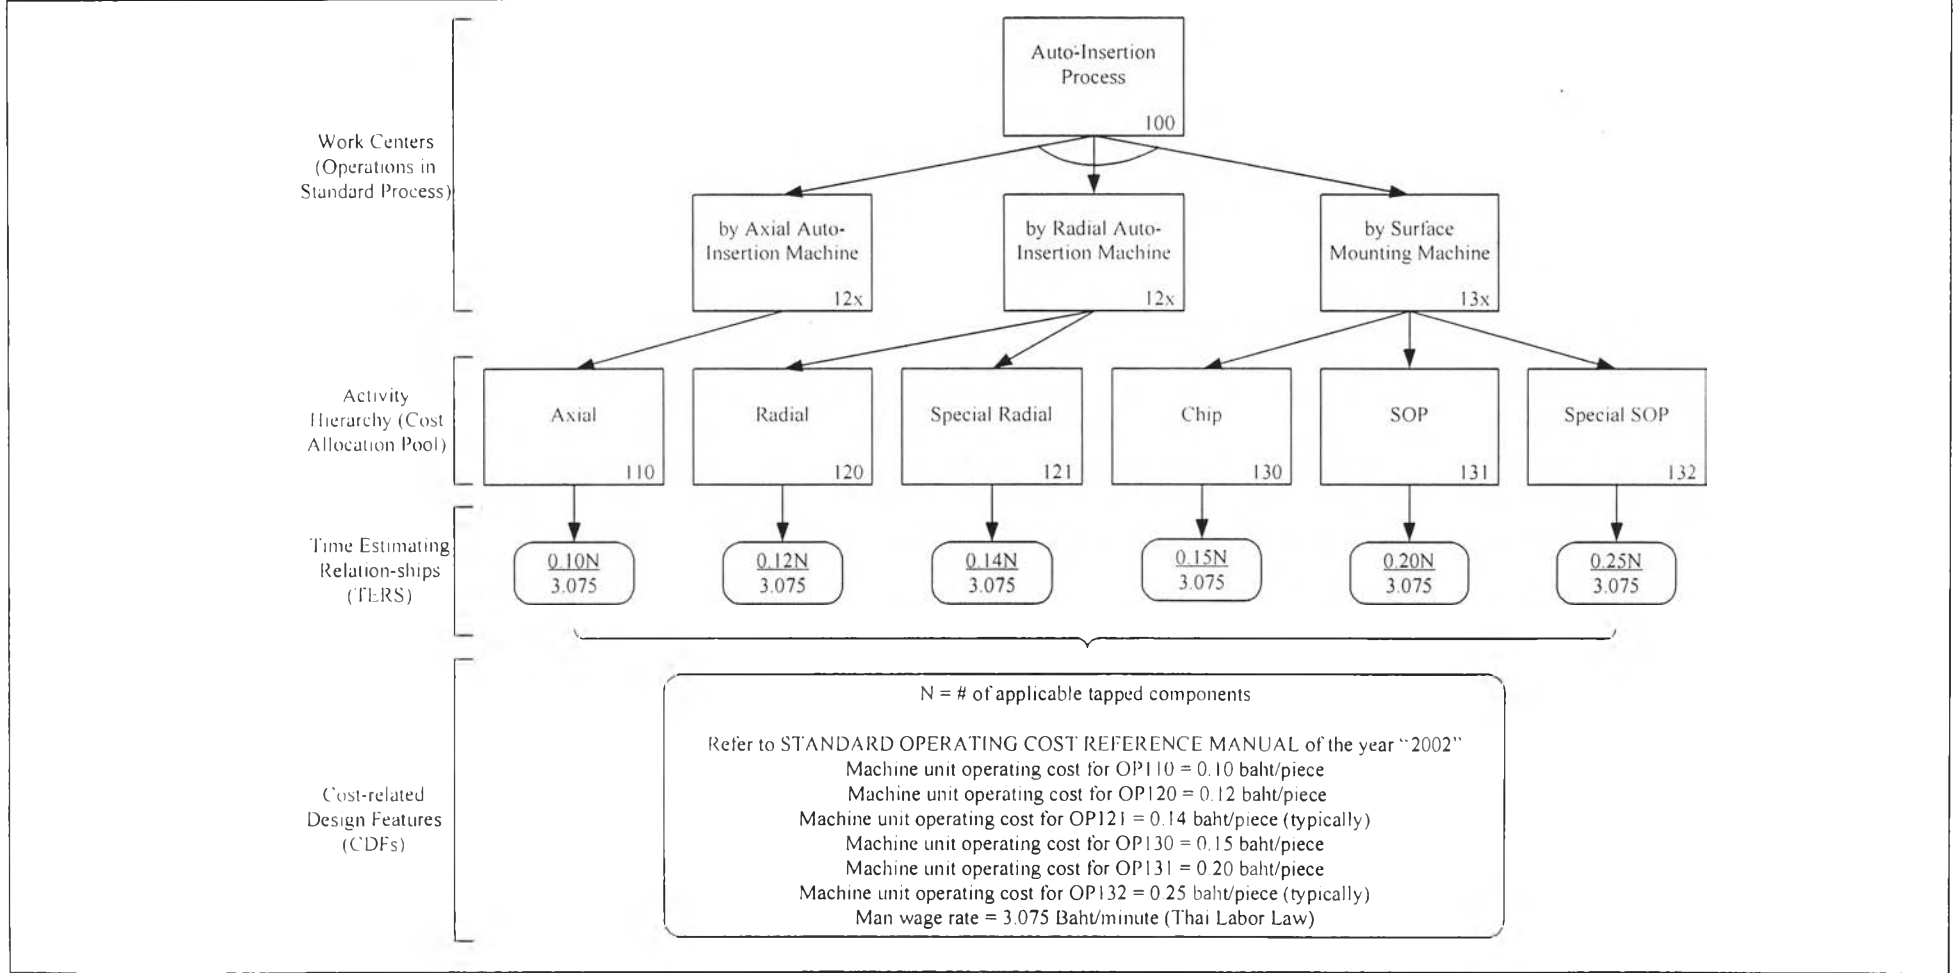 Auto-Insertion
Process
100
Work Centers
(Operations in
Standard Process)
by Axial Auto-
Insertion Machine
12x
by Radial Auto-
Insertion Machine
12x
by Surface
Mounting Machine
13x
Activity
Hierarchy (Cost
Allocation Pool)
Axial
110
Radial
120
Special Radial
121
Chip
130
SOP
131
Special SOP
132
Time Estimating
Relation-ships
(TERS)
0.10N
3.075
0.12N
3.075
0.14N
3.075
0.15N
3.075
0.20N
3.075
0.25N
3.075
Cost-related
Design Features
(CDFs)
N = # of applicable tapped components
Refer to STANDARD OPERATING COST REFERENCE MANUAL of the year "2002"
Machine unit operating cost for OP110 = 0.10 baht/piece
Machine unit operating cost for OP120 = 0.12 baht/piece
Machine unit operating cost for OP121 = 0.14 baht/piece (typically)
Machine unit operating cost for OP130 = 0.15 baht/piece
Machine unit operating cost for OP131 = 0.20 baht/piece
Machine unit operating cost for OP132 = 0.25 baht/piece (typically)
Man wage rate = 3.075 Baht/minute (Thai Labor Law)